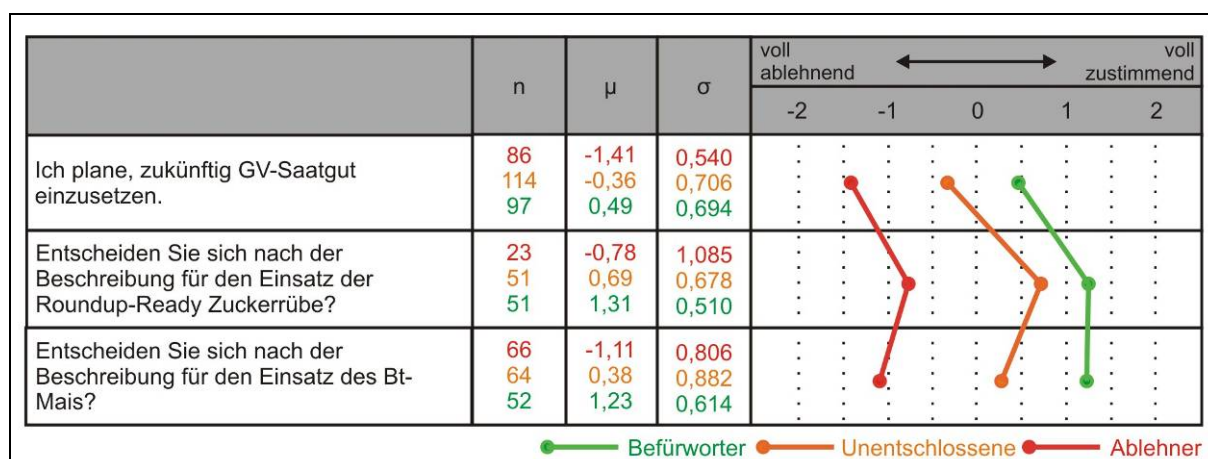 n μ σ voll ablehnend voll zustimmend
-2 -1 0 1 2
Ich plane, zukünftig GV-Saatgut
einzusetzen.
86 -1,41 0,540
114 -0,36 0,706
97 0,49 0,694
Entscheiden Sie sich nach der
Beschreibung für den Einsatz der
Roundup-Ready Zuckerrübe?
23 -0,78 1,085
51 0,69 0,678
51 1,31 0,510
Entscheiden Sie sich nach der
Beschreibung für den Einsatz des Bt-
Mais?
66 -1,11 0,806
64 0,38 0,882
52 1,23 0,614
Befürworter Unentschlossene Ablehner